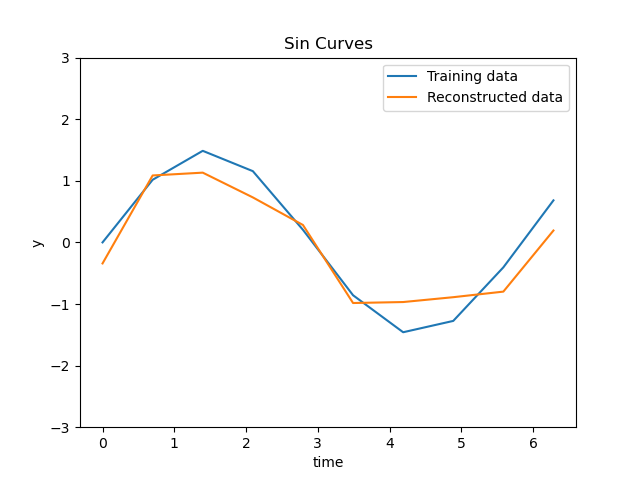 Sin Curves
Training data
Reconstructed data
3
2
1
0
−1
−2
−3
y
0 1 2 3 4 5 6
time